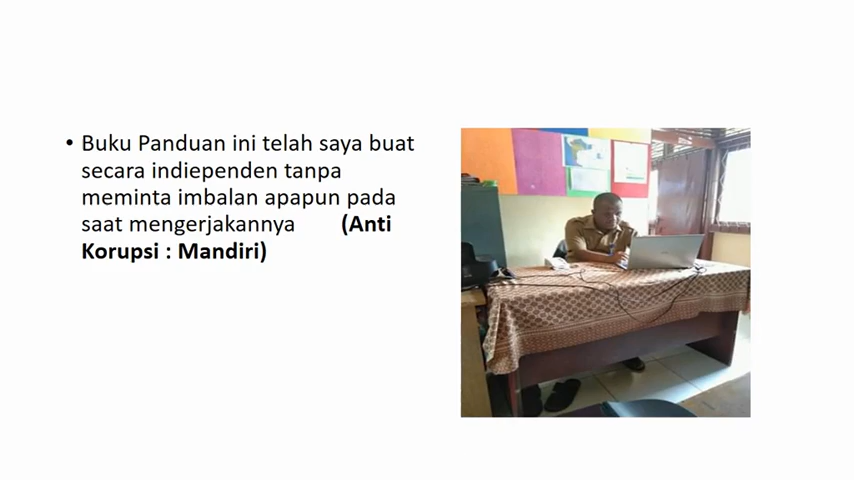 • Buku Panduan ini telah saya buat
secara indiependen tanpa
meminta imbalan apapun pada
saat mengerjakannya (Anti
Korupsi : Mandiri)